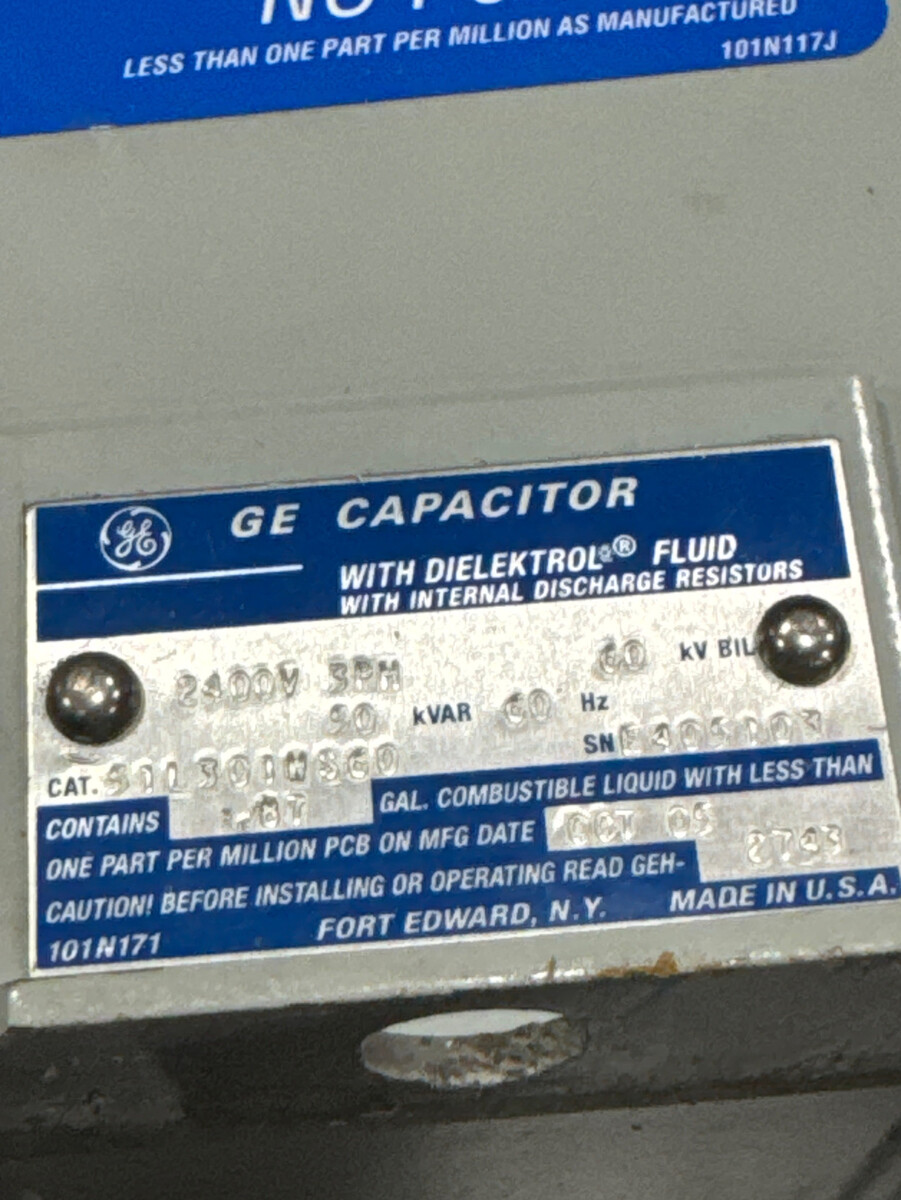 LESS THAN ONE PART PER MILLION AS MANUFACTURED
101N117J
GE GE CAPACITOR
WITH DIELEKTROL® FLUID
WITH INTERNAL DISCHARGE RESISTORS
2400V 3PH 60 kV BIL
90 kVAR 60 Hz
CAT. SN
CONTAINS GAL. COMBUSTIBLE LIQUID WITH LESS THAN
ONE PART PER MILLION PCB ON MFG DATE OCT 05
CAUTION! BEFORE INSTALLING OR OPERATING READ GEH- 2743
101N171 FORT EDWARD, N.Y. MADE IN U.S.A.